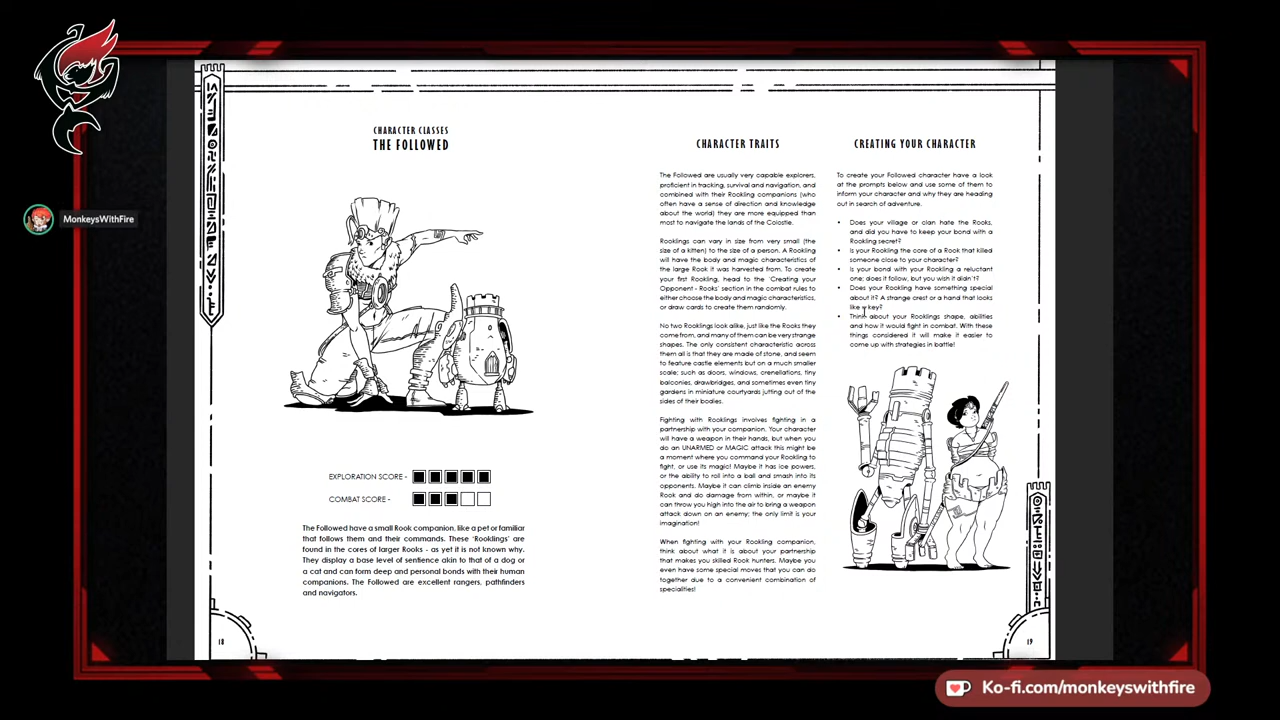 MonkeysWithFire
CHARACTER CLASSES
THE FOLLOWED
EXPLORATION SCORE -
COMBAT SCORE -
The Followed have a small Rook companion, like a pet or familiar
that follows them and their commands. These 'Rooklings' are
found in the cores of larger Rooks - as yet it is not known why.
They display a base level of sentience akin to that of a dog or
a cat and can form deep and personal bonds with their human
companions. The Followed are excellent rangers, pathfinders
and navigators.
18
CHARACTER TRAITS
The Followed are usually very capable explorers,
proficient in tracking, survival and navigation, and
combined with their Rookling companions (who
often have a sense of direction and knowledge
about the world) they are more equipped than
most to navigate the lands of the Colostle.
Rooklings can vary in size from very small (the
size of a kitten) to the size of a person. A Rookling
will have the body and magic characteristics of
the large Rook it was harvested from. To create
your first Rookling, head to the 'Creating your
Opponent - Rooks' section in the combat rules to
either choose the body and magic characteristics,
or draw cards to create them randomly.
No two Rooklings look alike, just like the Rooks they
come from, and many of them can be very strange
shapes. The only consistent characteristic across
them all is that they are made of stone, and seem
to feature castle elements but on a much smaller
scale; such as doors, windows, crenellations, tiny
balconies, drawbridges, and sometimes even tiny
gardens in miniature courtyards jutting out of the
sides of their bodies.
Fighting with Rooklings involves fighting in a
partnership with your companion. Your character
will have a weapon in their hands, but when you
do an UNARMED or MAGIC attack this might be
a moment where you command your Rookling to
fight, or use its magic! Maybe it has ice powers,
or the ability to roll into a ball and smash into its
opponents. Maybe it can climb inside an enemy
Rook and do damage from within, or maybe it
can throw you high into the air to bring a weapon
attack down on an enemy; the only limit is your
imagination!
When fighting with your Rookling companion,
think about what it is about your partnership
that makes you skilled Rook hunters. Maybe you
even have some special moves that you can do
together due to a convenient combination of
specialities!
CREATING YOUR CHARACTER
To create your Followed character have a look
at the prompts below and use some of them to
inform your character and why they are heading
out in search of adventure.
• Does your village or clan hate the Rooks,
and did you have to keep your bond with a
Rookling secret?
• Is your Rookling the core of a Rook that killed
someone close to your character?
• Is your bond with your Rookling a reluctant
one; does it follow, but you wish it didn't?
• Does your Rookling have something special
about it? A strange crest or a hand that looks
like a key?
• Think about your Rooklings shape, abilities
and how it would fight in combat. With these
things considered it will make it easier to
come up with strategies in battle!
19
Ko-fi.com/monkeyswithfire